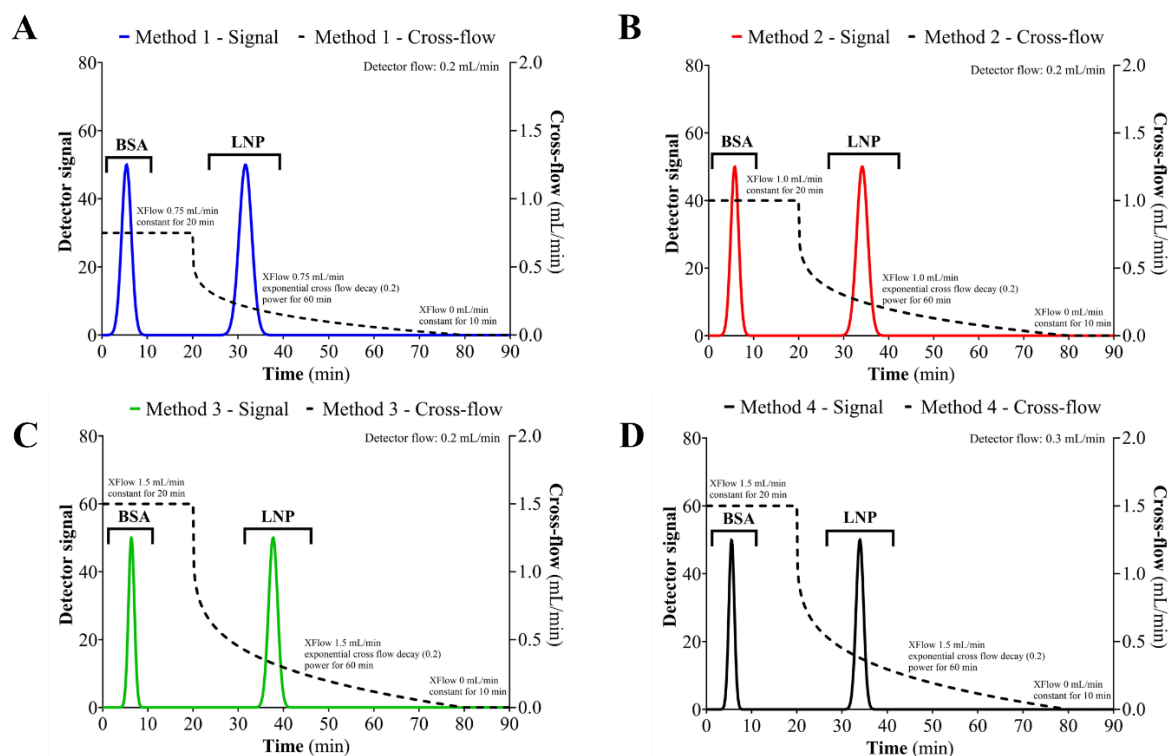 A
Method 1 - Signal Method 1 - Cross-flow
Detector flow: 0.2 mL/min
80
60
40
20
0
Detector signal
2.0
1.5
1.0
0.5
0.0
Cross-flow (mL/min)
BSA
LNP
XFlow 0.75 mL/min
constant for 20 min
XFlow 0.75 mL/min
exponential cross flow decay (0.2)
power for 60 min
XFlow 0 mL/min
constant for 10 min
0 10 20 30 40 50 60 70 80 90
Time (min)
B
Method 2 - Signal Method 2 - Cross-flow
Detector flow: 0.2 mL/min
80
60
40
20
0
Detector signal
2.0
1.5
1.0
0.5
0.0
Cross-flow (mL/min)
BSA
LNP
XFlow 1.0 mL/min
constant for 20 min
XFlow 1.0 mL/min
exponential cross flow decay (0.2)
power for 60 min
XFlow 0 mL/min
constant for 10 min
0 10 20 30 40 50 60 70 80 90
Time (min)
C
Method 3 - Signal Method 3 - Cross-flow
Detector flow: 0.2 mL/min
80
60
40
20
0
Detector signal
2.0
1.5
1.0
0.5
0.0
Cross-flow (mL/min)
XFlow 1.5 mL/min
constant for 20 min
BSA
LNP
XFlow 1.5 mL/min
exponential cross flow decay (0.2)
power for 60 min
XFlow 0 mL/min
constant for 10 min
0 10 20 30 40 50 60 70 80 90
Time (min)
D
Method 4 - Signal Method 4 - Cross-flow
Detector flow: 0.3 mL/min
80
60
40
20
0
Detector signal
2.0
1.5
1.0
0.5
0.0
Cross-flow (mL/min)
XFlow 1.5 mL/min
constant for 20 min
BSA
LNP
XFlow 1.5 mL/min
exponential cross flow decay (0.2)
power for 60 min
XFlow 0 mL/min
constant for 10 min
0 10 20 30 40 50 60 70 80 90
Time (min)